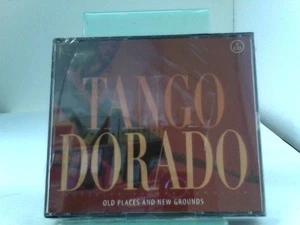 TANGO
DORADO
OLD PLACES AND NEW GROUNDS